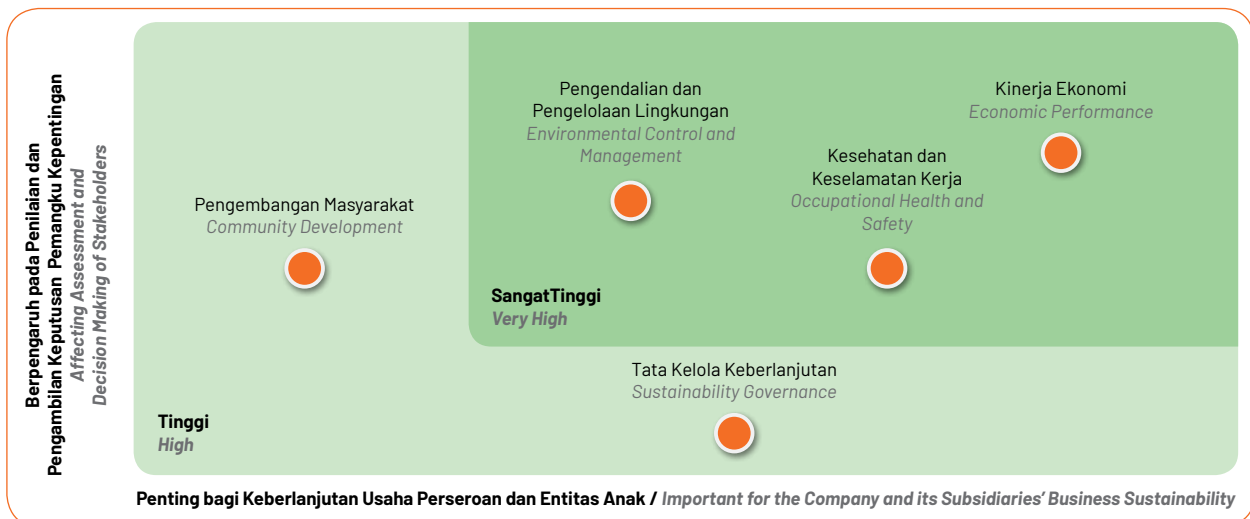 Berpengaruh pada Penilaian dan
Pengambilan Keputusan Pemangku Kepentingan
Affecting Assessment and
Decision Making of Stakeholders
Pengembangan Masyarakat
Community Development
Pengendalian dan
Pengelolaan Lingkungan
Environmental Control and
Management
Kesehatan dan
Keselamatan Kerja
Occupational Health and
Safety
Kinerja Ekonomi
Economic Performance
SangatTinggi
Very High
Tata Kelola Keberlanjutan
Sustainability Governance
Tinggi
High
Penting bagi Keberlanjutan Usaha Perseroan dan Entitas Anak / Important for the Company and its Subsidiaries' Business Sustainability